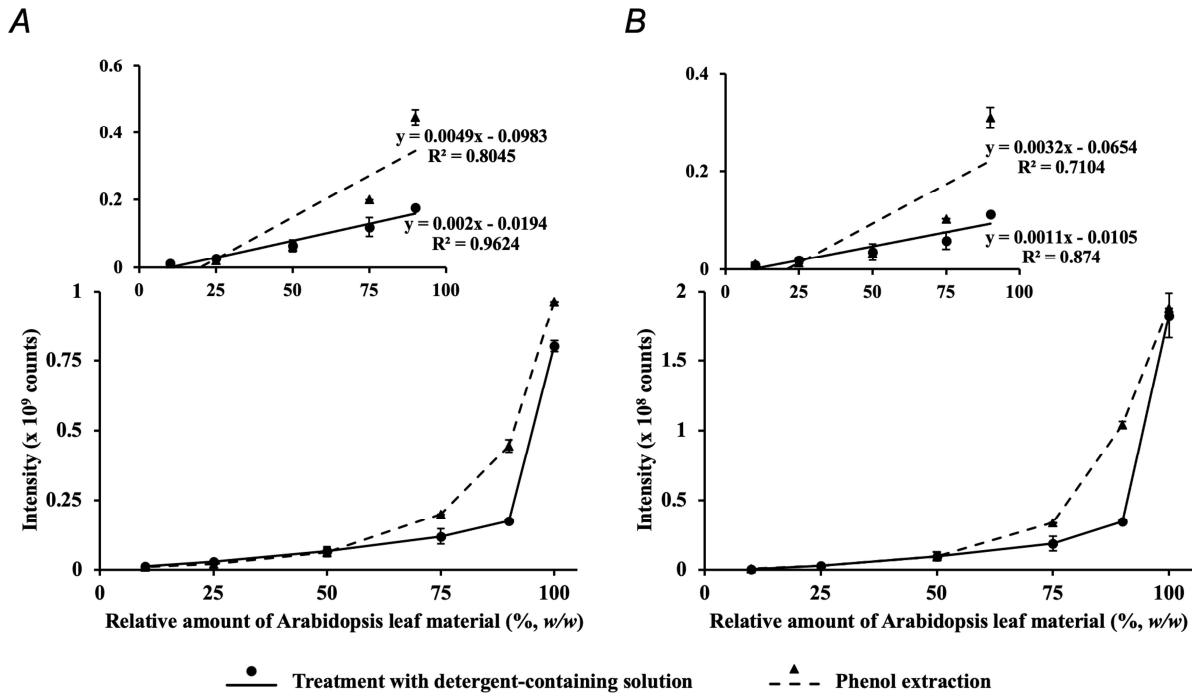 A
0.6
0.4
0.2
0
y = 0.0049x - 0.0983
R² = 0.8045
y = 0.002x - 0.0194
R² = 0.9624
0 25 50 75 100
1
0.75
0.5
0.25
0
Intensity (x 10⁹ counts)
0 25 50 75 100
Relative amount of Arabidopsis leaf material (%, w/w)
B
0.4
0.2
0
y = 0.0032x - 0.0654
R² = 0.7104
y = 0.0011x - 0.0105
R² = 0.874
0 25 50 75 100
2
1.5
1
0.5
0
Intensity (x 10⁸ counts)
0 25 50 75 100
Relative amount of Arabidopsis leaf material (%, w/w)
Treatment with detergent-containing solution
Phenol extraction